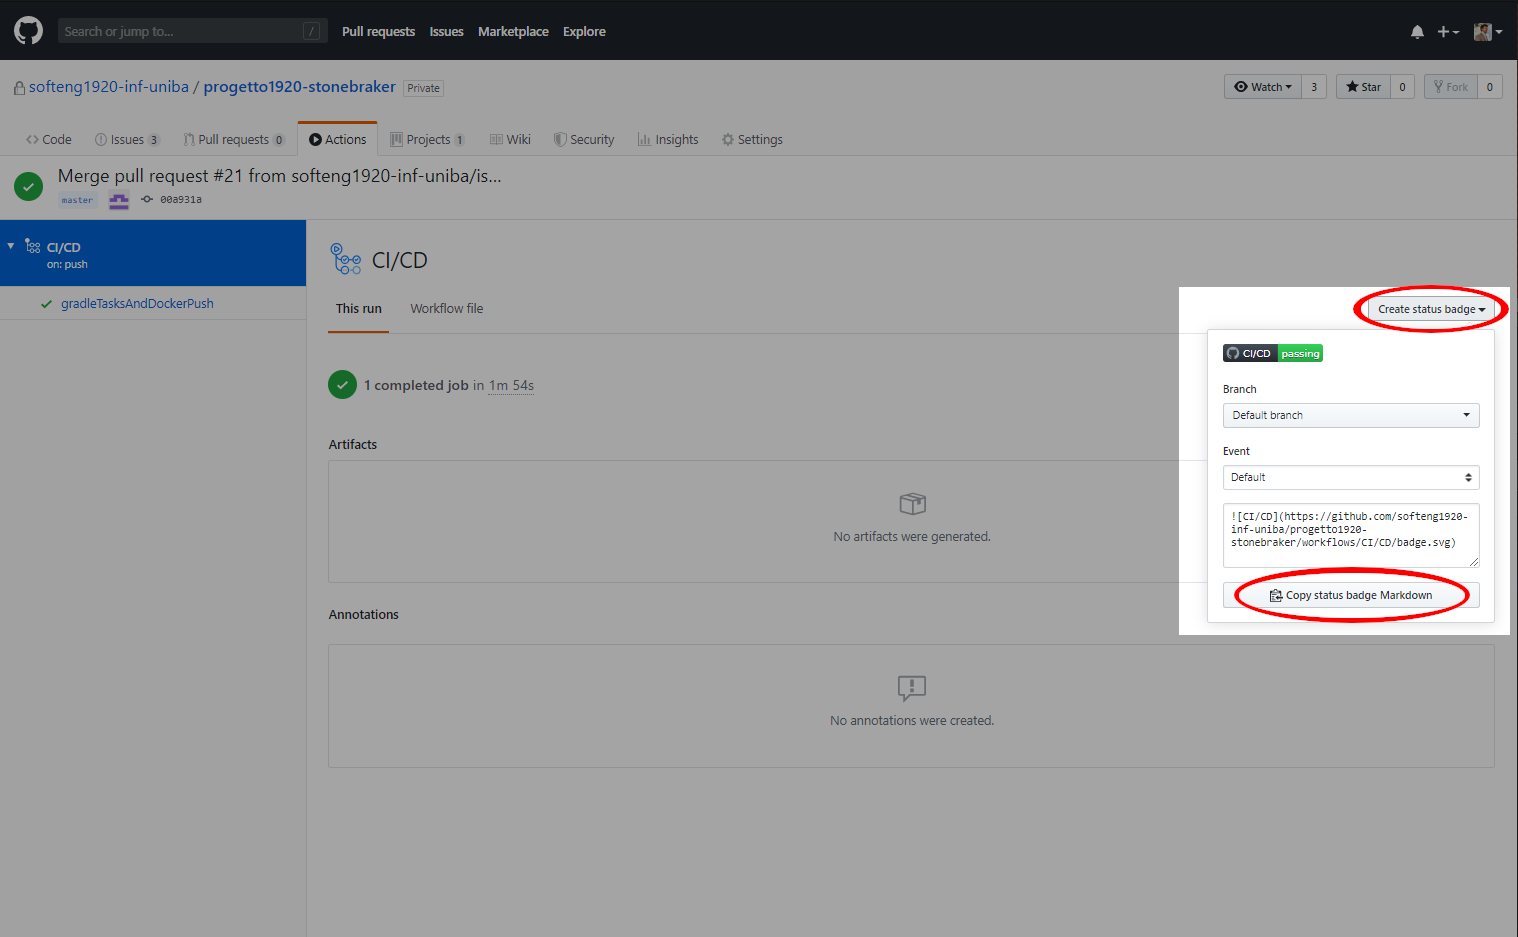 Search or jump to... /
Pull requests Issues Marketplace Explore
softeng1920-inf-uniba / progetto1920-stonebraker Private
Watch 3 Star 0 Fork 0
Code Issues 3 Pull requests 0 Actions Projects 1 Wiki Security Insights Settings
Merge pull request #21 from softeng1920-inf-uniba/is...
master 00a931a
CI/CD
on: push
gradleTasksAndDockerPush
CI/CD
This run Workflow file
Create status badge
CI/CD passing
1 completed job in 1m 54s
Branch
Default branch
Event
Default
![CI/CD](https://github.com/softeng1920-
inf-uniba/progetto1920-
stonebraker/workflows/CI/CD/badge.svg)
Copy status badge Markdown
Artifacts
No artifacts were generated.
Annotations
No annotations were created.